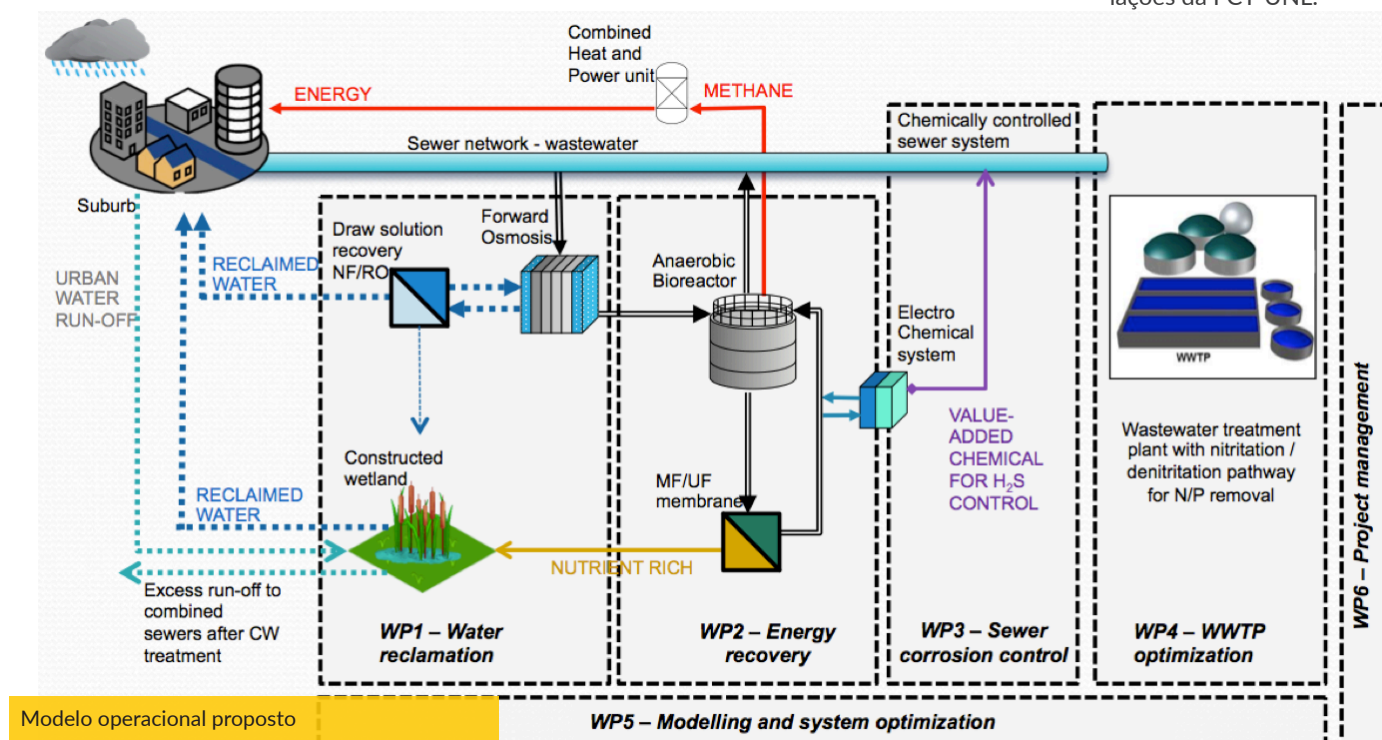 lações da FCT-UNL.
Combined
Heat and
Power unit
ENERGY
METHANE
Sewer network - wastewater
Chemically controlled
sewer system
Suburb
URBAN
WATER
RUN-OFF
RECLAIMED
WATER
Draw solution
recovery
NF/RO
Forward
Osmosis
Anaerobic
Bioreactor
Electro
Chemical
system
WWTP
VALUE-
ADDED
CHEMICAL
FOR H₂S
CONTROL
Wastewater treatment
plant with nitritation /
denitritation pathway
for N/P removal
Constructed
wetland
RECLAIMED
WATER
MF/UF
membrane
NUTRIENT RICH
Excess run-off to
combined
sewers after CW
treatment
WP1 – Water
reclamation
WP2 – Energy
recovery
WP3 – Sewer
corrosion control
WP4 – WWTP
optimization
WP6 – Project management
Modelo operacional proposto
WP5 – Modelling and system optimization